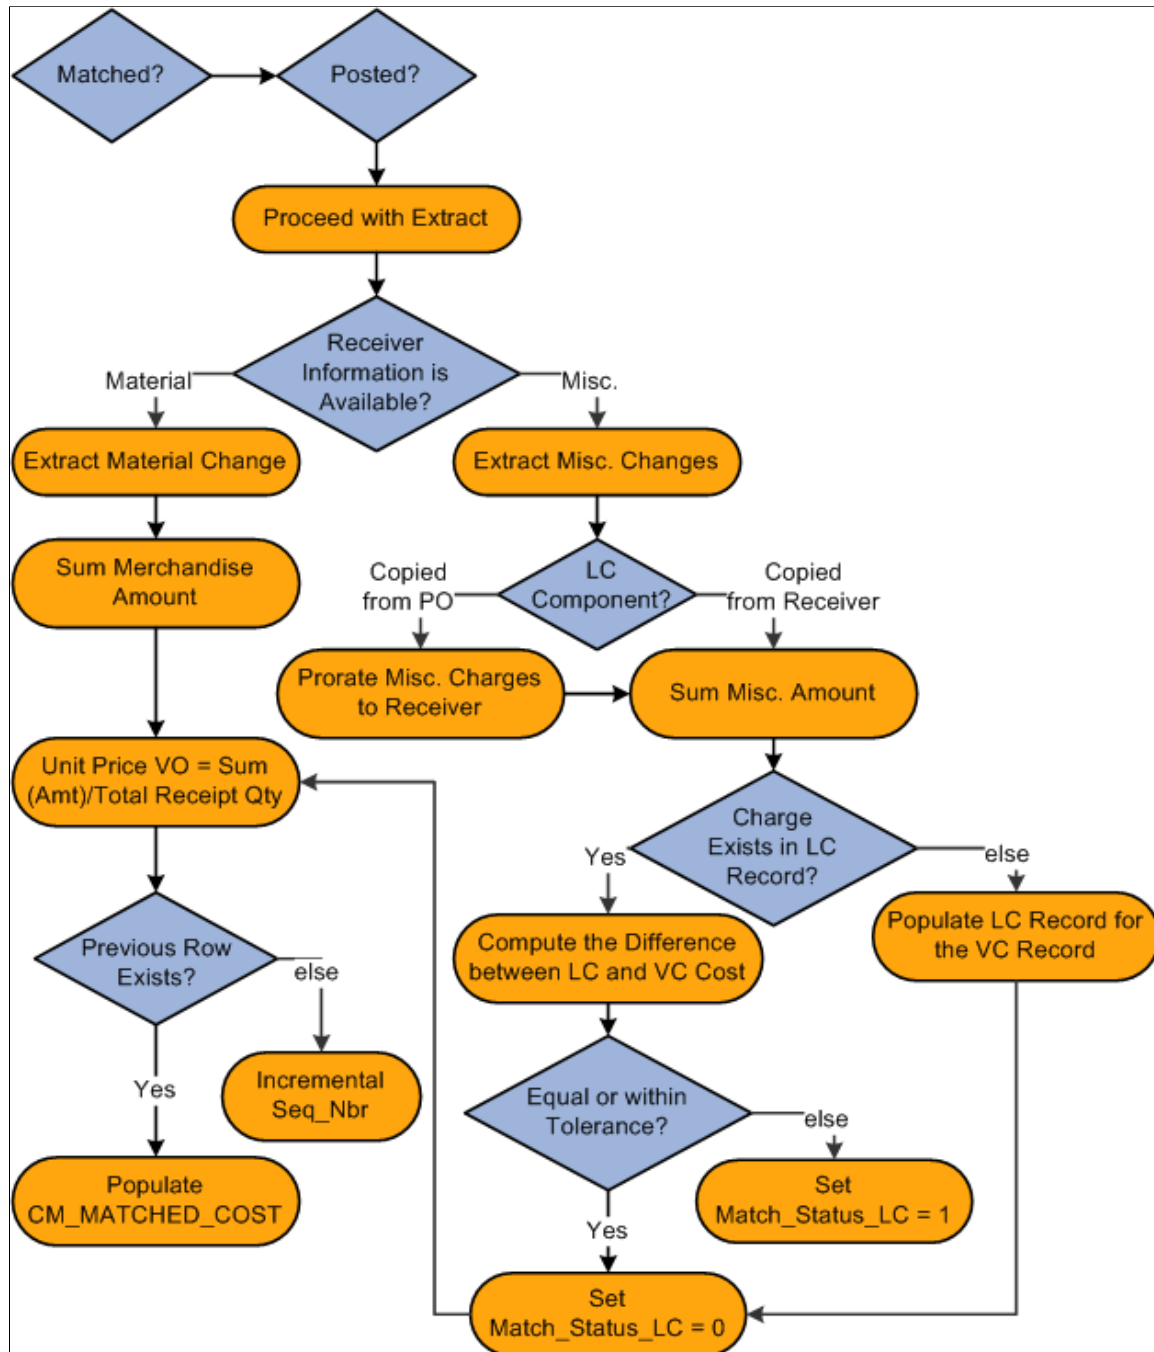 Matched?
Posted?
Proceed with Extract
Receiver
Information is
Available?
Material
Misc.
Extract Material Change
Extract Misc. Changes
Sum Merchandise
Amount
Copied
from PO
LC
Component?
Copied
from Receiver
Prorate Misc. Charges
to Receiver
Sum Misc. Amount
Unit Price VO = Sum
(Amt)/Total Receipt Qty
Charge
Exists in LC
Record?
Yes
else
Previous Row
Exists?
else
Compute the Difference
between LC and VC Cost
Populate LC Record for
the VC Record
Yes
Incremental
Seq_Nbr
Equal or within
Tolerance?
else
Populate
CM_MATCHED_COST
Set
Match_Status_LC = 1
Yes
Set
Match_Status_LC = 0